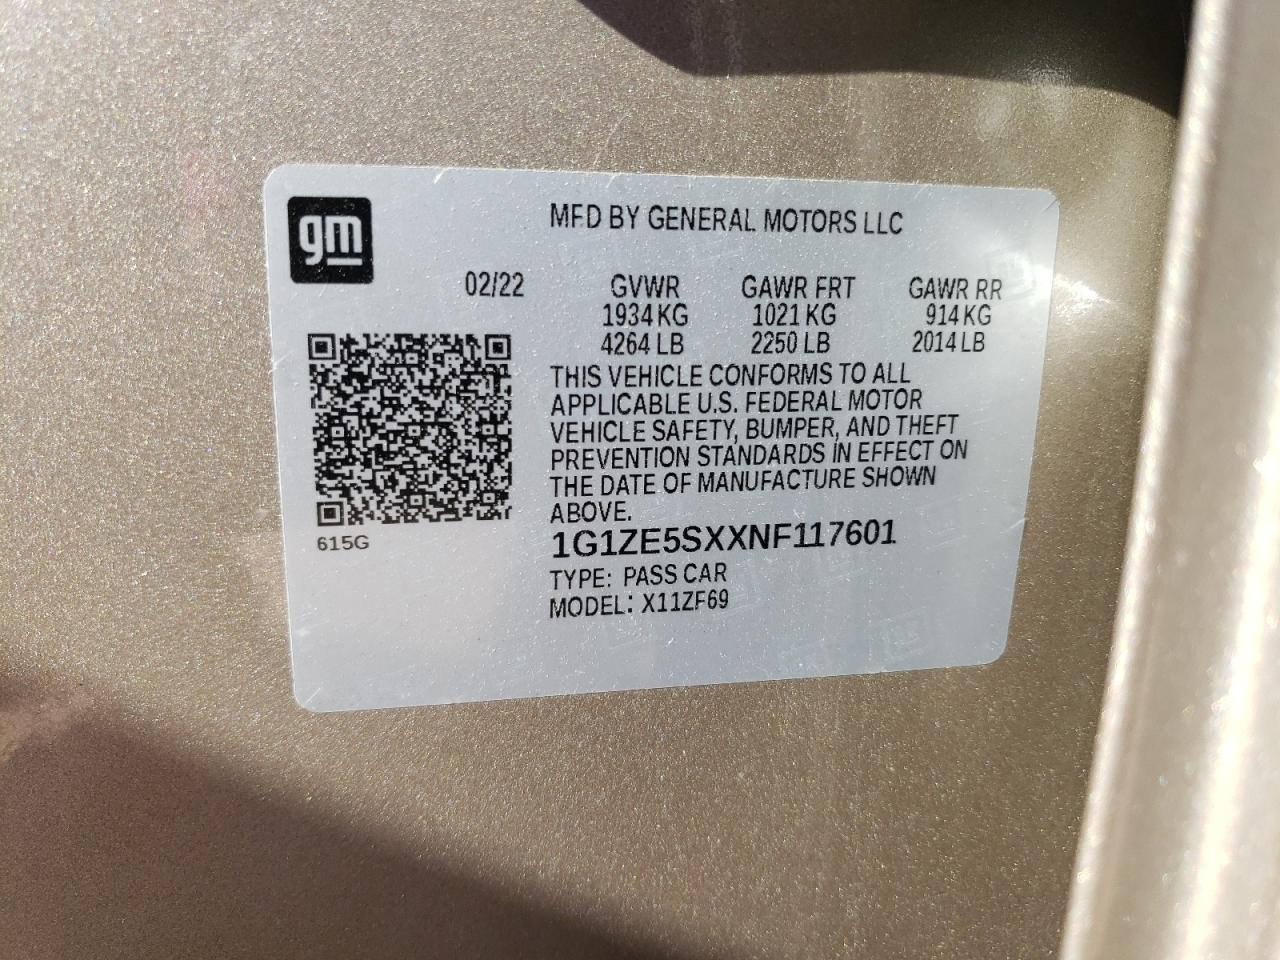 gm
MFD BY GENERAL MOTORS LLC
02/22 GVWR GAWR FRT GAWR RR
1934 KG 1021 KG 914 KG
4264 LB 2250 LB 2014 LB
THIS VEHICLE CONFORMS TO ALL
APPLICABLE U.S. FEDERAL MOTOR
VEHICLE SAFETY, BUMPER, AND THEFT
PREVENTION STANDARDS IN EFFECT ON
THE DATE OF MANUFACTURE SHOWN
ABOVE.
615G
1G1ZE5SXXNF117601
TYPE: PASS CAR
MODEL: X11ZF69